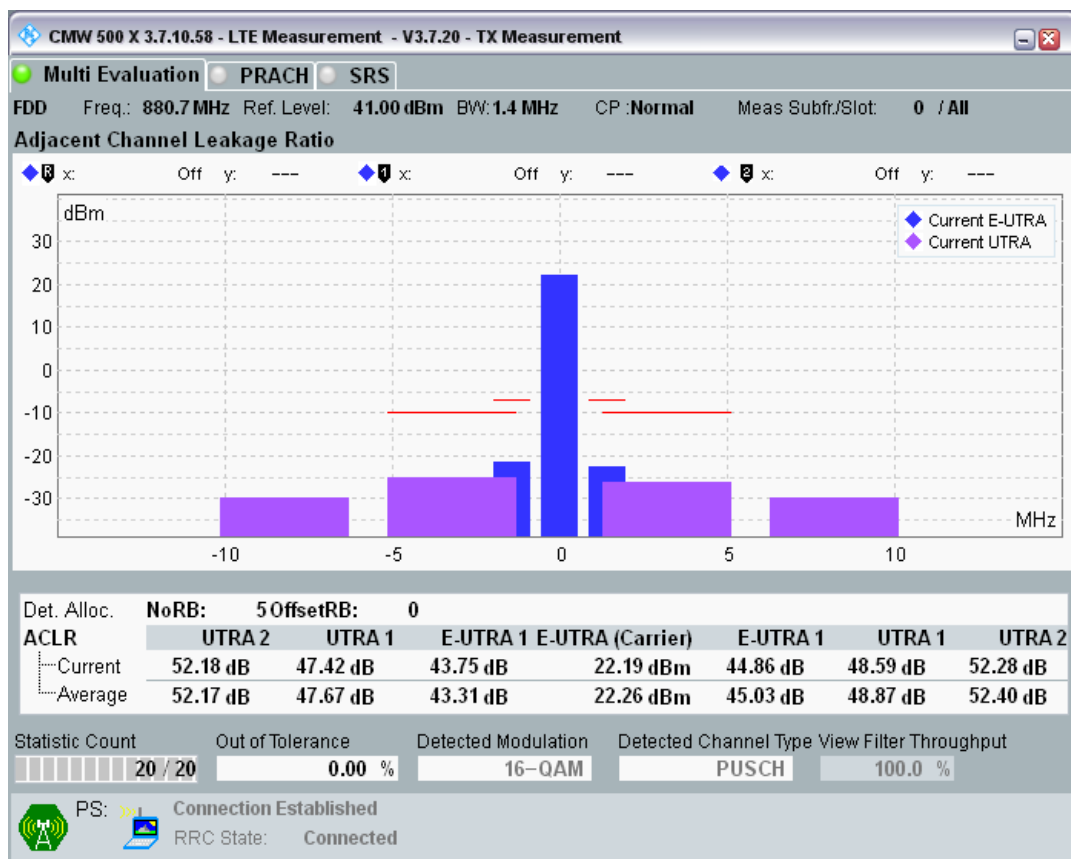 CMW 500 X 3.7.10.58 - LTE Measurement - V3.7.20 - TX Measurement
Multi Evaluation PRACH SRS
FDD Freq.: 880.7 MHz Ref. Level: 41.00 dBm BW: 1.4 MHz CP :Normal Meas Subfr./Slot: 0 / All
Adjacent Channel Leakage Ratio
R x: Off y: --- 1 x: Off y: --- 2 x: Off y: ---
dBm
Current E-UTRA
Current UTRA
30
20
10
0
-10
-20
-30
MHz
-10 -5 0 5 10
Det. Alloc. NoRB: 5 OffsetRB: 0
ACLR UTRA 2 UTRA 1 E-UTRA 1 E-UTRA (Carrier) E-UTRA 1 UTRA 1 UTRA 2
Current 52.18 dB 47.42 dB 43.75 dB 22.19 dBm 44.86 dB 48.59 dB 52.28 dB
Average 52.17 dB 47.67 dB 43.31 dB 22.26 dBm 45.03 dB 48.87 dB 52.40 dB
Statistic Count Out of Tolerance Detected Modulation Detected Channel Type View Filter Throughput
20 / 20 0.00 % 16-QAM PUSCH 100.0 %
PS: Connection Established
RRC State: Connected